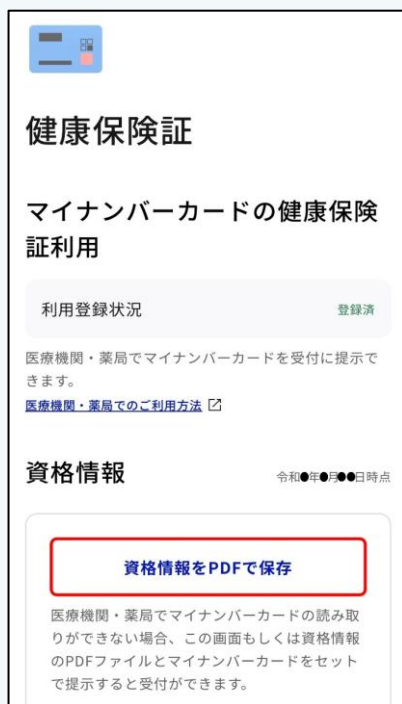 健康保険証
マイナンバーカードの健康保険
証利用
利用登録状況 登録済
医療機関・薬局でマイナンバーカードを受付に提示で
きます。
医療機関・薬局でのご利用方法
資格情報 令和●年●月●●日時点
資格情報をPDFで保存
医療機関・薬局でマイナンバーカードの読み取
りができない場合、この画面もしくは資格情報
のPDFファイルとマイナンバーカードをセット
で提示すると受付ができます。